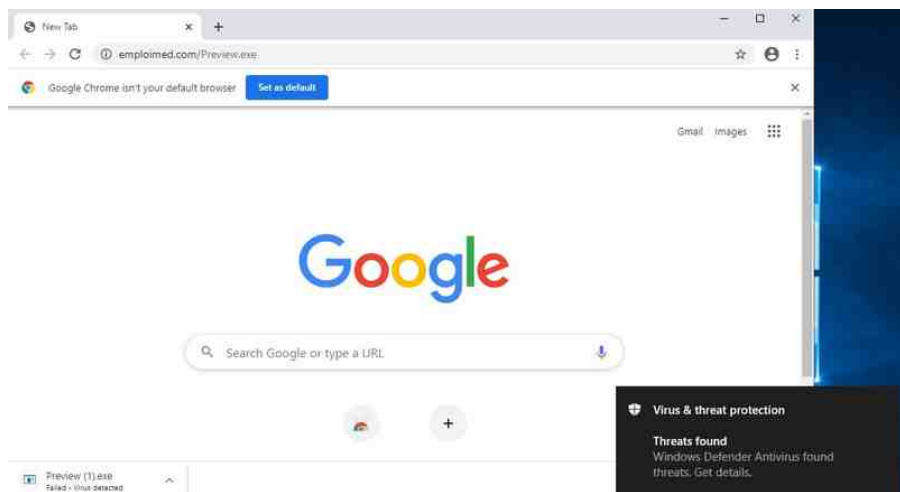 New Tab
emploimed.com/Preview.exe
Google Chrome isn't your default browser Set as default
Gmail Images
Google
Search Google or type a URL
Virus & threat protection
Threats found
Windows Defender Antivirus found
threats. Get details.
Preview (1).exe
Failed - Virus detected